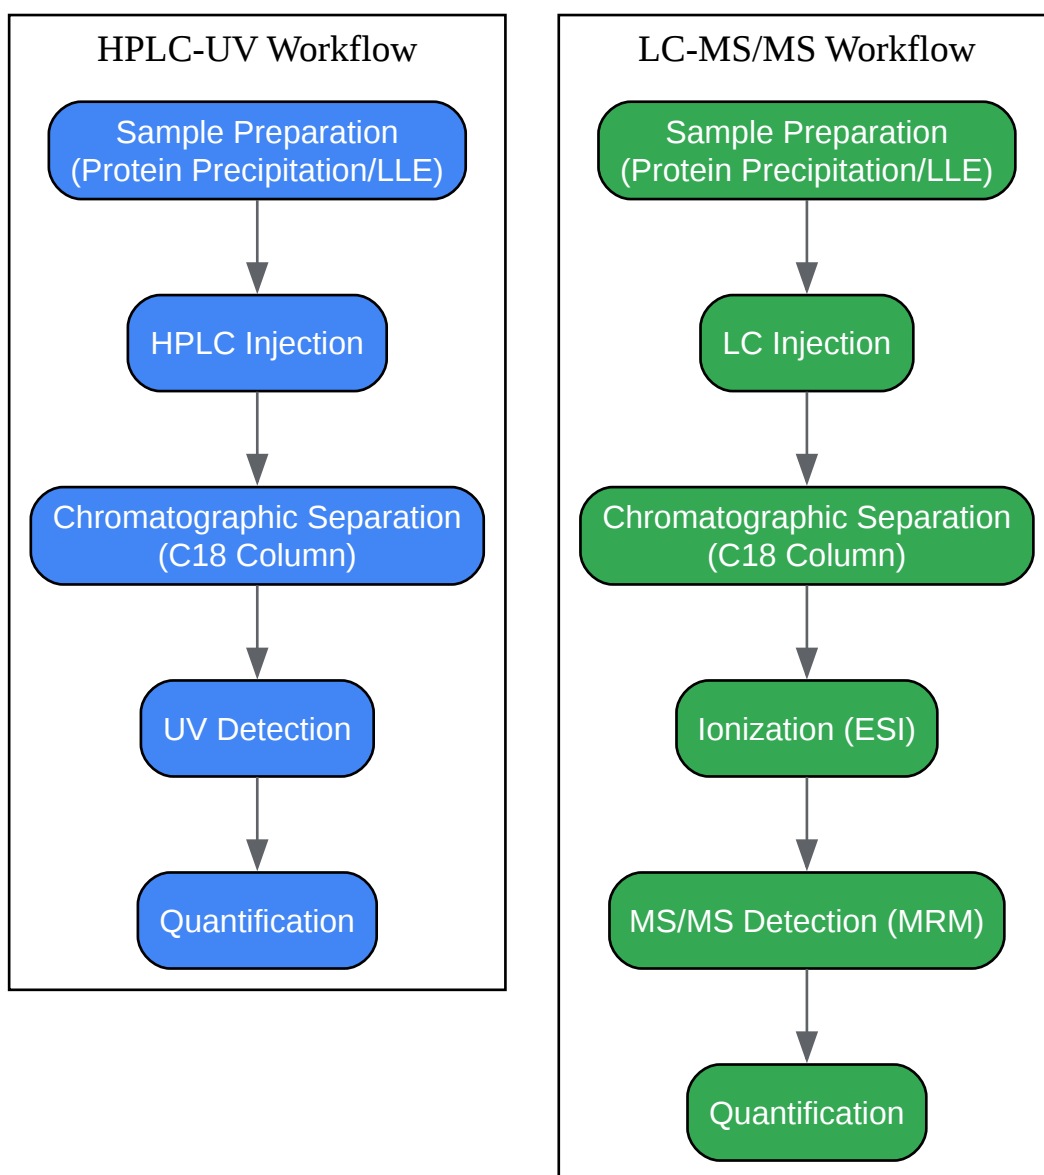 HPLC-UV Workflow
Sample Preparation
(Protein Precipitation/LLE)
HPLC Injection
Chromatographic Separation
(C18 Column)
UV Detection
Quantification
LC-MS/MS Workflow
Sample Preparation
(Protein Precipitation/LLE)
LC Injection
Chromatographic Separation
(C18 Column)
Ionization (ESI)
MS/MS Detection (MRM)
Quantification